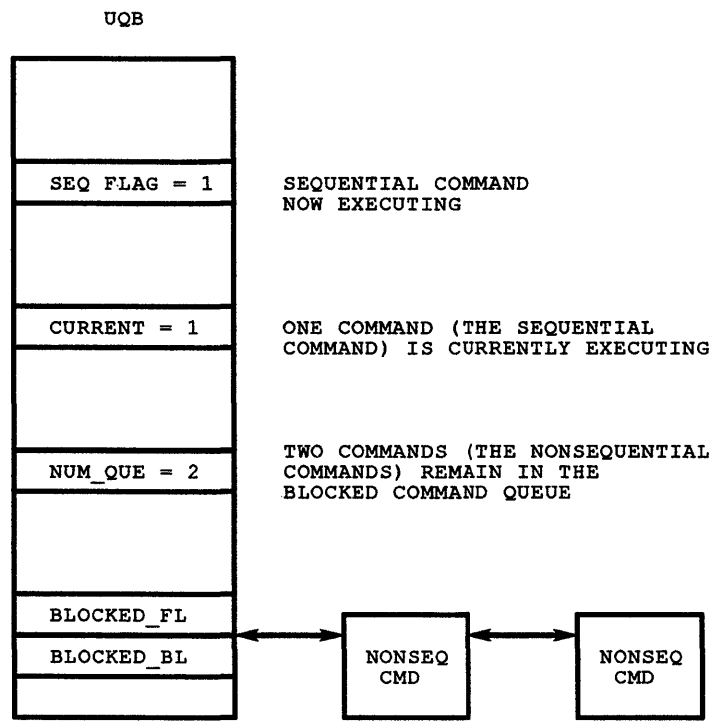 UQB
SEQ FLAG = 1
SEQUENTIAL COMMAND
NOW EXECUTING
CURRENT = 1
ONE COMMAND (THE SEQUENTIAL
COMMAND) IS CURRENTLY EXECUTING
NUM_QUE = 2
TWO COMMANDS (THE NONSEQUENTIAL
COMMANDS) REMAIN IN THE
BLOCKED COMMAND QUEUE
BLOCKED_FL
BLOCKED_BL
NONSEQ
CMD
NONSEQ
CMD